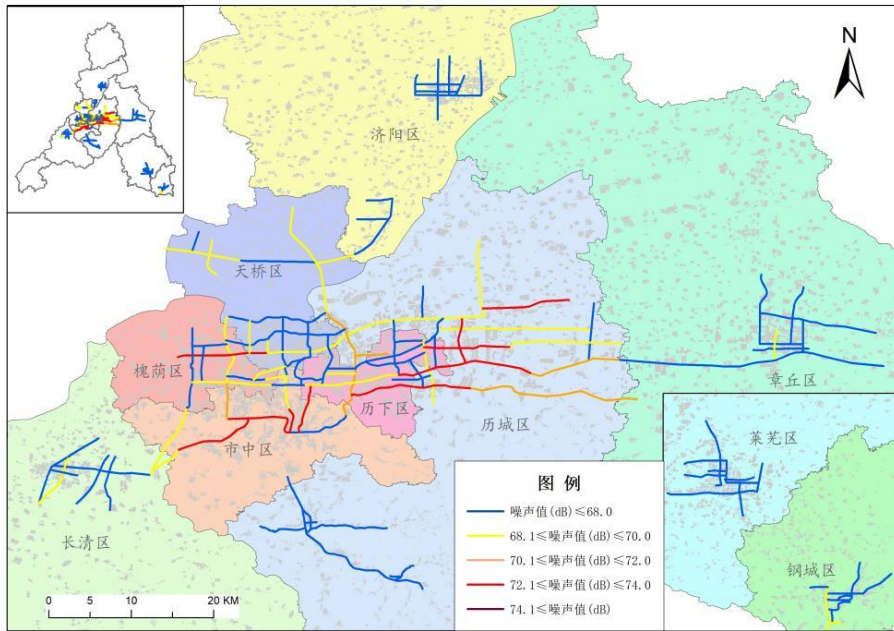 N
济阳区
天桥区
槐荫区
历下区
历城区
章丘区
市中区
长清区
莱芜区
钢城区
图 例
噪声值(dB)≤68.0
68.1≤噪声值(dB)≤70.0
70.1≤噪声值(dB)≤72.0
72.1≤噪声值(dB)≤74.0
74.1≤噪声值(dB)
0 5 10 20 KM